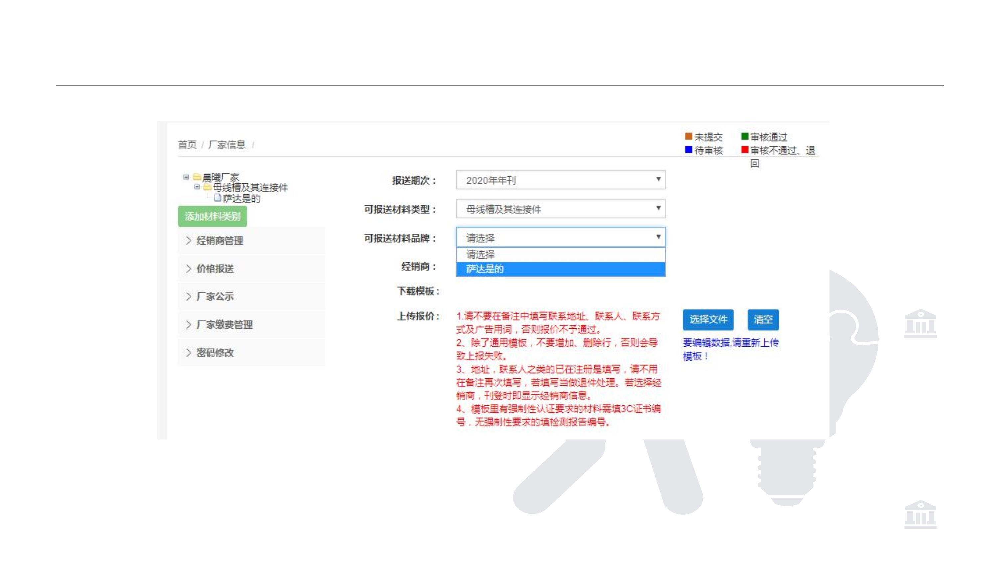 首页 / 厂家信息 /
未提交
审核通过
待审核
审核不通过、退
回
晨曦厂家
母线槽及其连接件
萨达是的
添加材料类别
经销商管理
价格报送
厂家公示
厂家缴费管理
密码修改
报送期次：
2020年年刊
可报送材料类型：
母线槽及其连接件
可报送材料品牌：
请选择
请选择
萨达是的
经销商：
下载模板：
上传报价：
1.请不要在备注中填写联系地址、联系人、联系方
式及广告用词，否则报价不予通过。
2、除了通用模板，不要增加、删除行，否则会导
致上报失败。
3、地址，联系人之类的已在注册是填写，请不用
在备注再次填写，若填写当做退件处理。若选择经
销商，刊登时即显示经销商信息。
4、模板里有强制性认证要求的材料需填3C证书编
号，无强制性要求的填检测报告编号。
选择文件
清空
要编辑数据,请重新上传
模板！